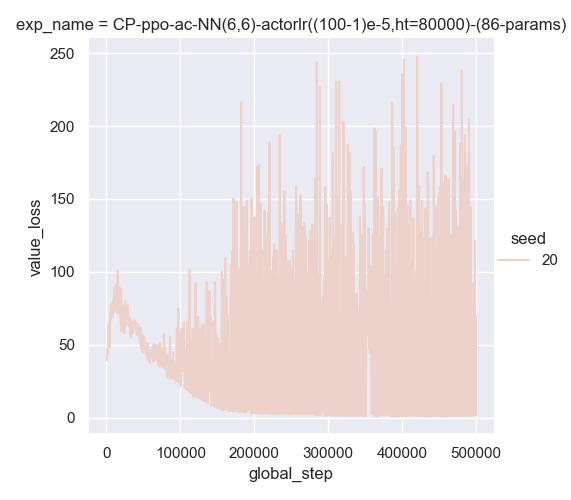 exp_name = CP-ppo-ac-NN(6,6)-actorlr((100-1)e-5,ht=80000)-(86-params)
250
200
150
100
50
0
value_loss
0 100000 200000 300000 400000 500000
global_step
seed
20